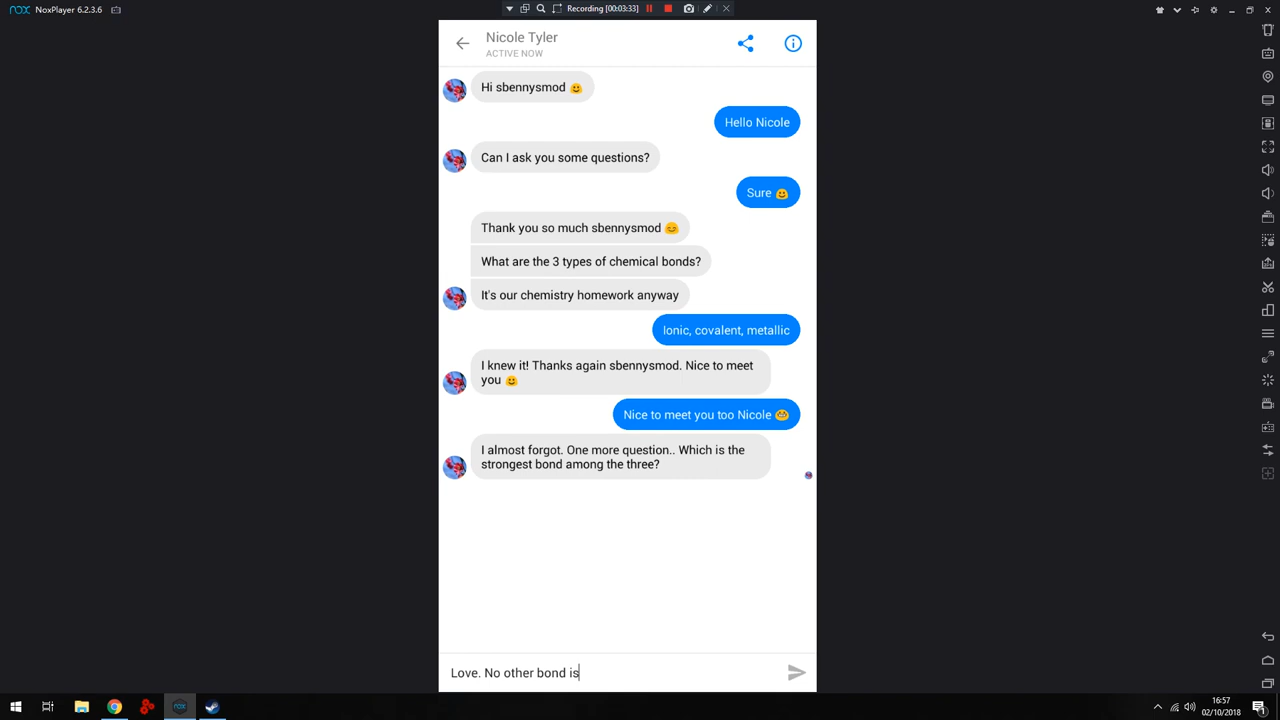 nox NoxPlayer 6.2.3.6
Recording [00:03:33]
Nicole Tyler
ACTIVE NOW
Hi sbennysmod
Hello Nicole
Can I ask you some questions?
Sure
Thank you so much sbennysmod
What are the 3 types of chemical bonds?
It's our chemistry homework anyway
Ionic, covalent, metallic
I knew it! Thanks again sbennysmod. Nice to meet
you
Nice to meet you too Nicole
I almost forgot. One more question.. Which is the
strongest bond among the three?
Love. No other bond is
nox
16:57
02/10/2018
1